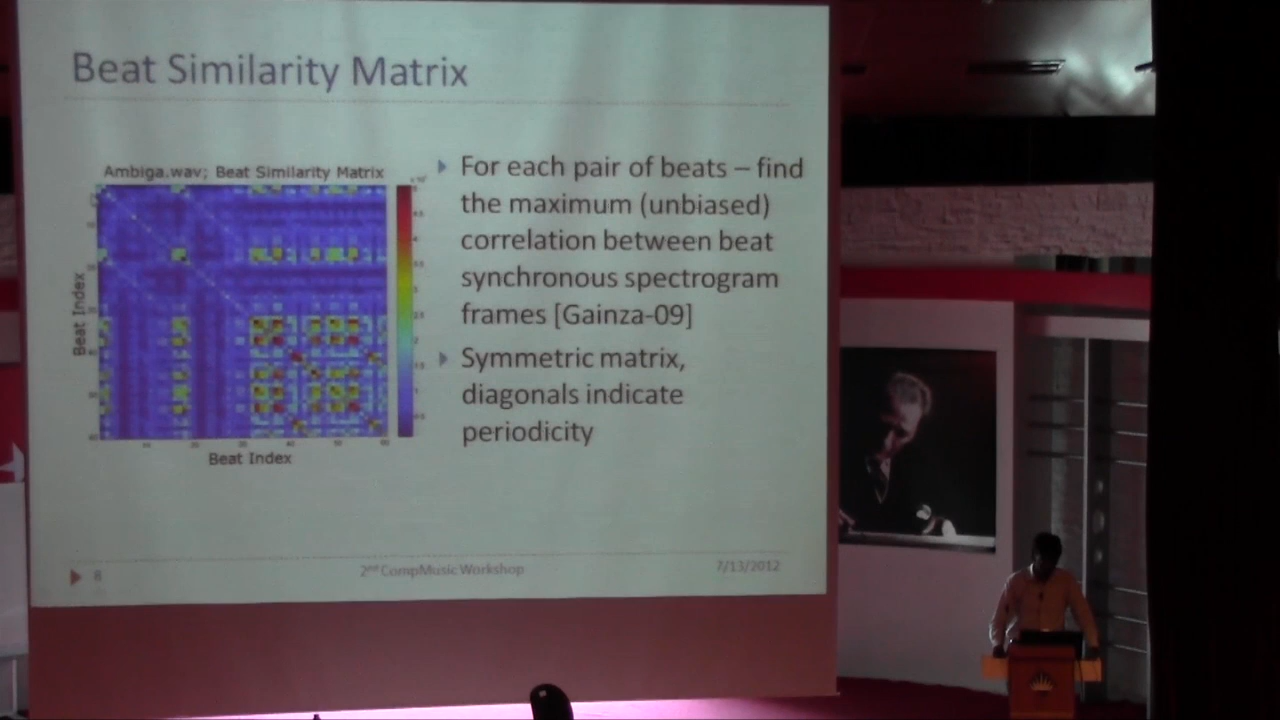 Beat Similarity Matrix
Ambiga.wav; Beat Similarity Matrix
Beat Index
Beat Index
For each pair of beats – find
the maximum (unbiased)
correlation between beat
synchronous spectrogram
frames [Gainza-09]
Symmetric matrix,
diagonals indicate
periodicity
8
2nd CompMusic Workshop
7/13/2012